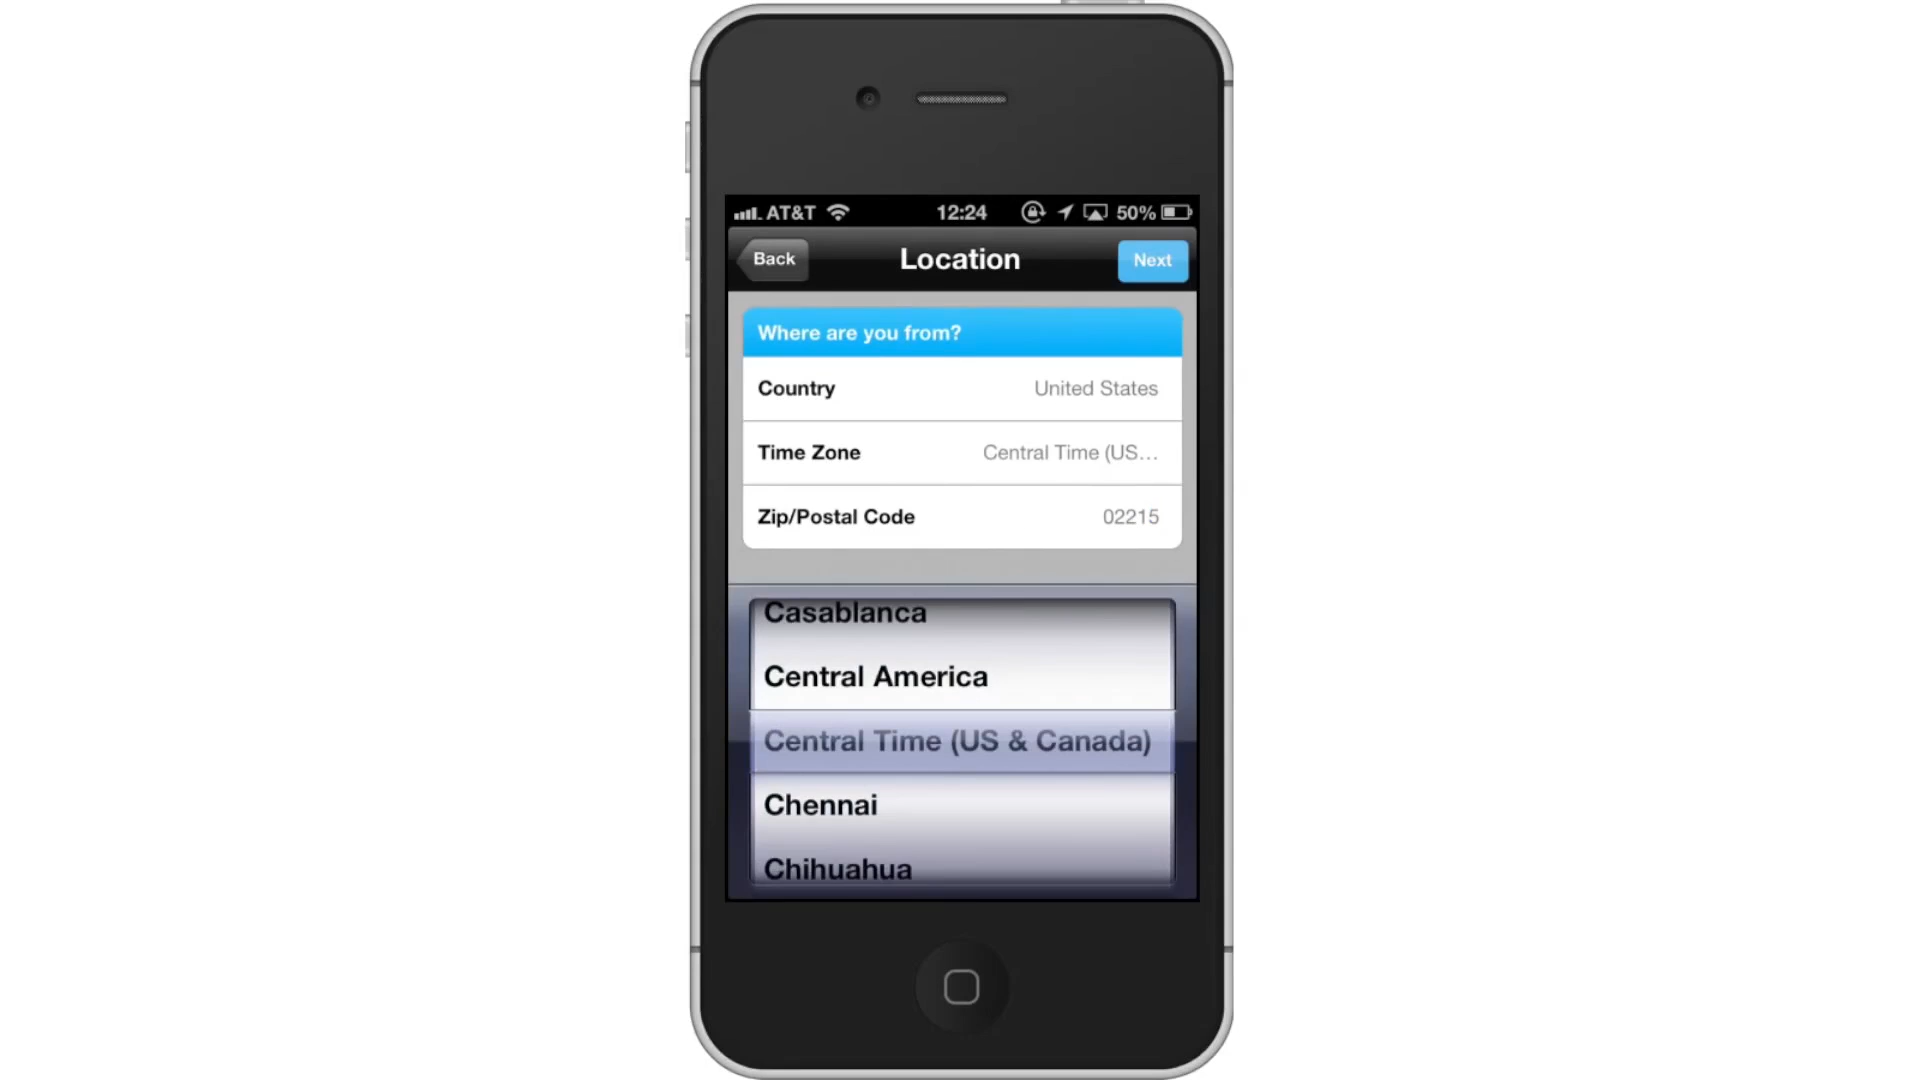 AT&T 12:24 50%
Back Location Next
Where are you from?
Country United States
Time Zone Central Time (US...
Zip/Postal Code 02215
Casablanca
Central America
Central Time (US & Canada)
Chennai
Chihuahua